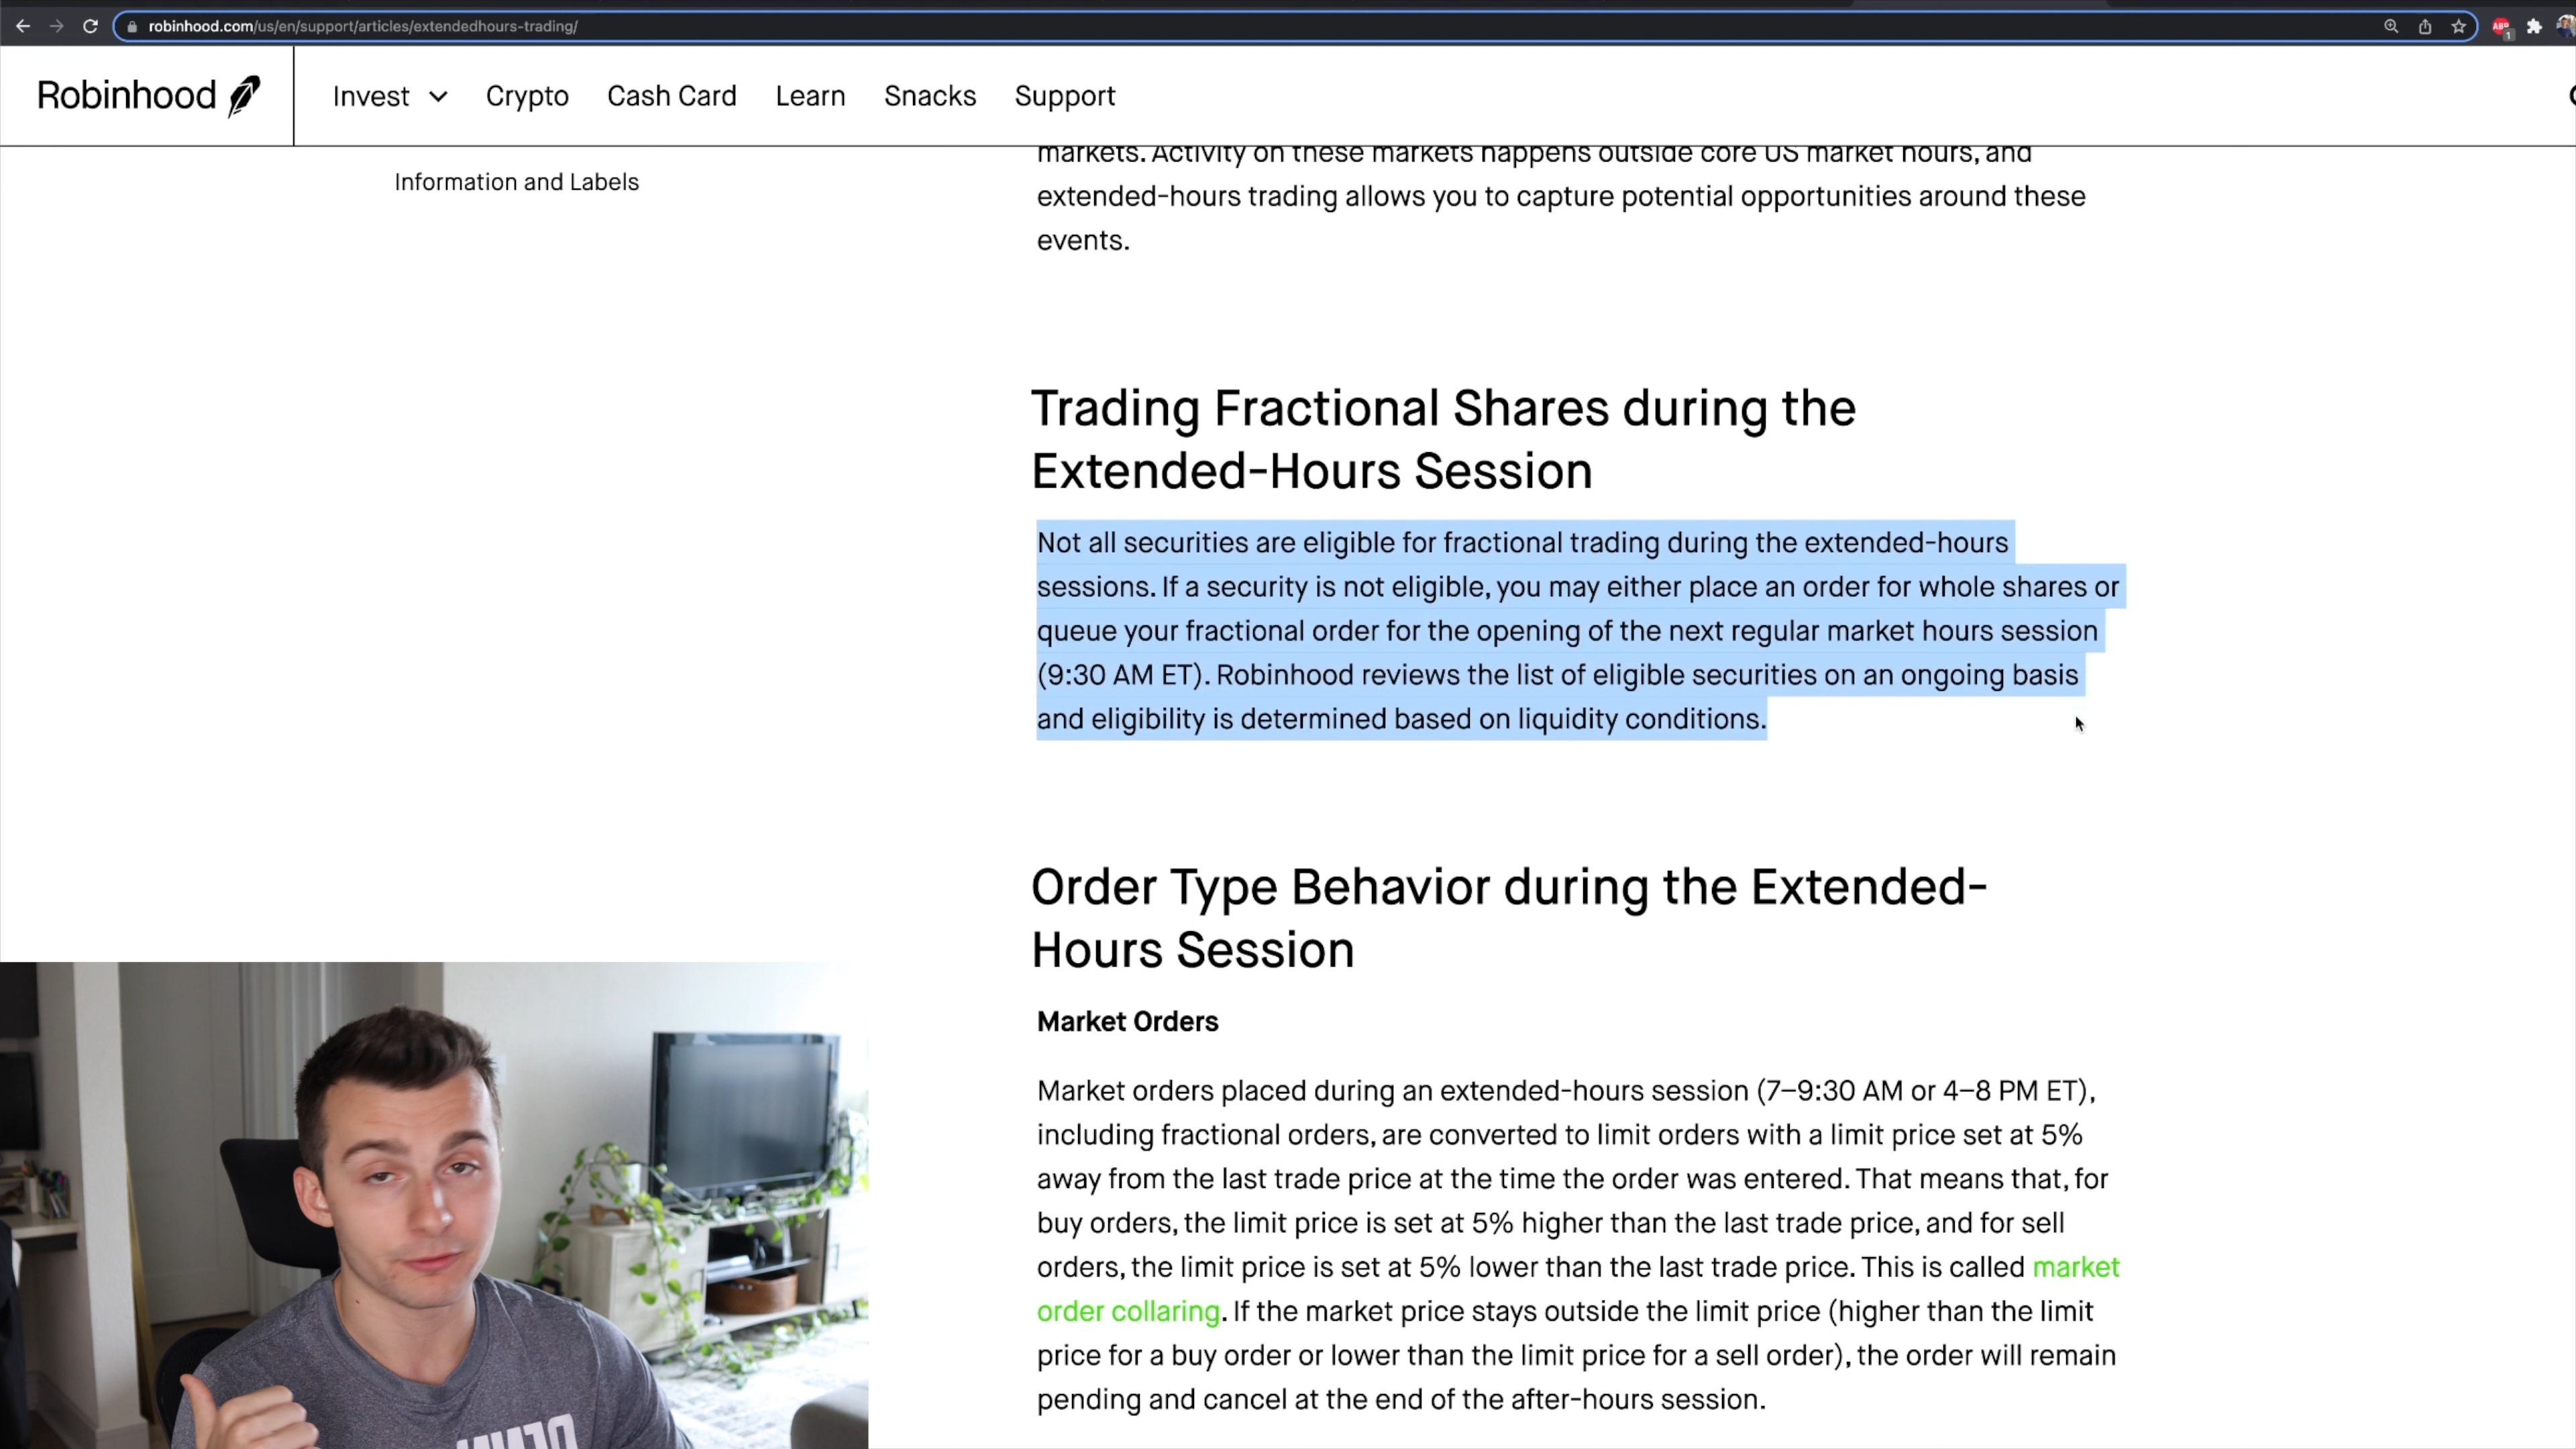 robinhood.com/us/en/support/articles/extendedhours-trading/
ABP
1
Robinhood
Invest
Crypto
Cash Card
Learn
Snacks
Support
Information and Labels
markets. Activity on these markets happens outside core US market hours, and
extended-hours trading allows you to capture potential opportunities around these
events.
Trading Fractional Shares during the
Extended-Hours Session
Not all securities are eligible for fractional trading during the extended-hours
sessions. If a security is not eligible, you may either place an order for whole shares or
queue your fractional order for the opening of the next regular market hours session
(9:30 AM ET). Robinhood reviews the list of eligible securities on an ongoing basis
and eligibility is determined based on liquidity conditions.
Order Type Behavior during the Extended-
Hours Session
Market Orders
Market orders placed during an extended-hours session (7–9:30 AM or 4–8 PM ET),
including fractional orders, are converted to limit orders with a limit price set at 5%
away from the last trade price at the time the order was entered. That means that, for
buy orders, the limit price is set at 5% higher than the last trade price, and for sell
orders, the limit price is set at 5% lower than the last trade price. This is called market
order collaring. If the market price stays outside the limit price (higher than the limit
price for a buy order or lower than the limit price for a sell order), the order will remain
pending and cancel at the end of the after-hours session.